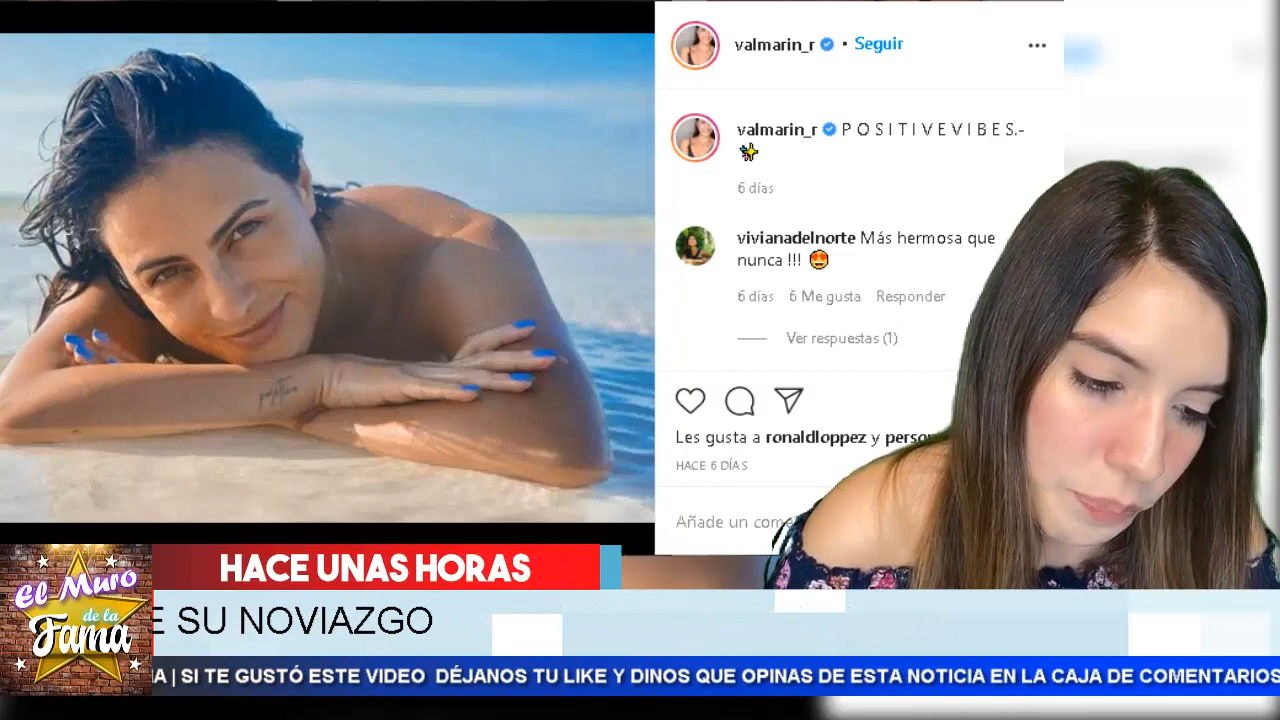 valmarin_r • Seguir
valmarin_r P O S I T I V E V I B E S.-
6 días
vivianadelnorte Más hermosa que
nunca !!!
6 días 6 Me gusta Responder
Ver respuestas (1)
Les gusta a ronaldloppez y
HACE 6 DÍAS
Añade un
HACE UNAS HORAS
E SU NOVIAZGO
El Muro
de la
Fama
A | SI TE GUSTÓ ESTE VIDEO DÉJANOS TU LIKE Y DINOS QUE OPINAS DE ESTA NOTICIA EN LA CAJA DE COMENTARIOS